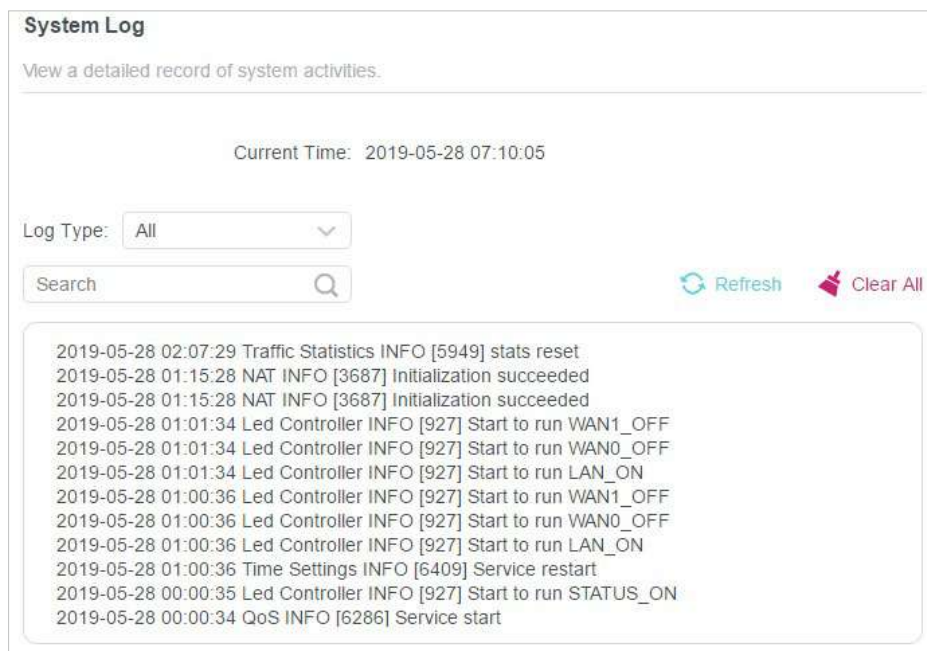 System Log
View a detailed record of system activities.
Current Time: 2019-05-28 07:10:05
Log Type: All
Search
Refresh Clear All
2019-05-28 02:07:29 Traffic Statistics INFO [5949] stats reset
2019-05-28 01:15:28 NAT INFO [3687] Initialization succeeded
2019-05-28 01:15:28 NAT INFO [3687] Initialization succeeded
2019-05-28 01:01:34 Led Controller INFO [927] Start to run WAN1_OFF
2019-05-28 01:01:34 Led Controller INFO [927] Start to run WAN0_OFF
2019-05-28 01:01:34 Led Controller INFO [927] Start to run LAN_ON
2019-05-28 01:00:36 Led Controller INFO [927] Start to run WAN1_OFF
2019-05-28 01:00:36 Led Controller INFO [927] Start to run WAN0_OFF
2019-05-28 01:00:36 Led Controller INFO [927] Start to run LAN_ON
2019-05-28 01:00:36 Time Settings INFO [6409] Service restart
2019-05-28 00:00:35 Led Controller INFO [927] Start to run STATUS_ON
2019-05-28 00:00:34 QoS INFO [6286] Service start